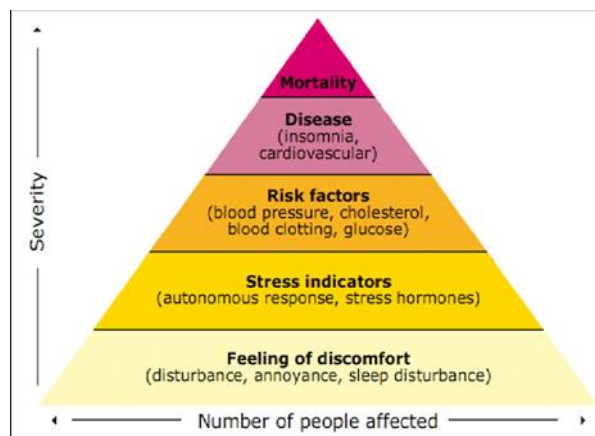 Mortality
Disease
(insomnia,
cardiovascular)
Risk factors
(blood pressure, cholesterol,
blood clotting, glucose)
Stress indicators
(autonomous response, stress hormones)
Feeling of discomfort
(disturbance, annoyance, sleep disturbance)
Severity
Number of people affected